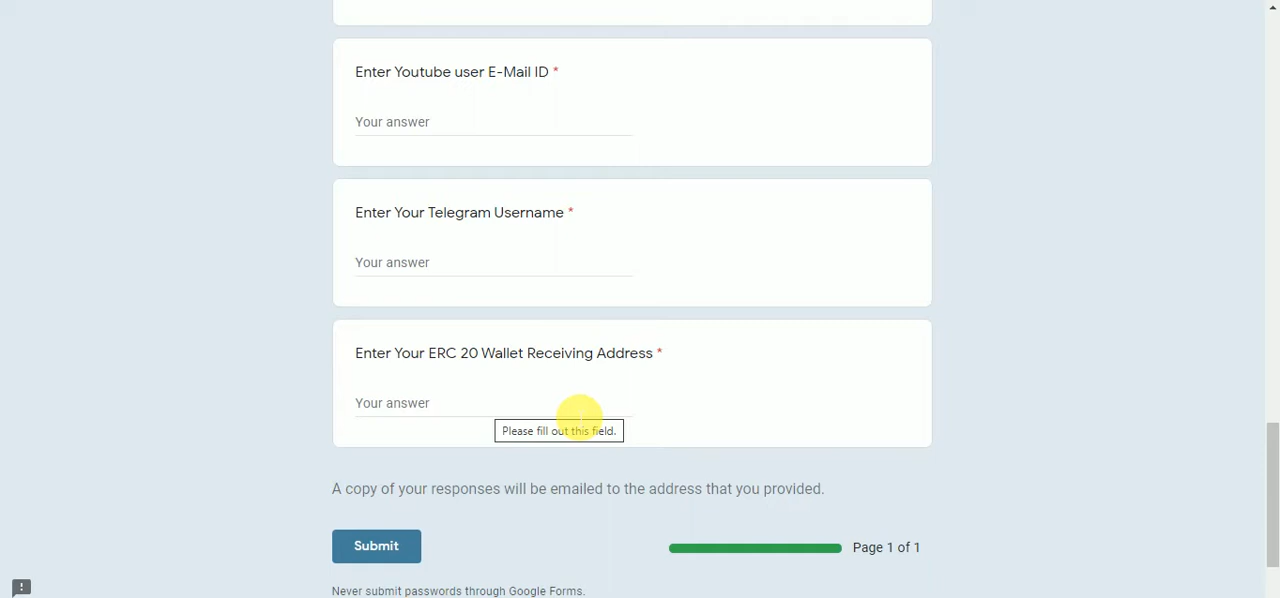 Enter Youtube user E-Mail ID *
Your answer
Enter Your Telegram Username *
Your answer
Enter Your ERC 20 Wallet Receiving Address *
Your answer
Please fill out this field.
A copy of your responses will be emailed to the address that you provided.
Submit
Page 1 of 1
Never submit passwords through Google Forms.